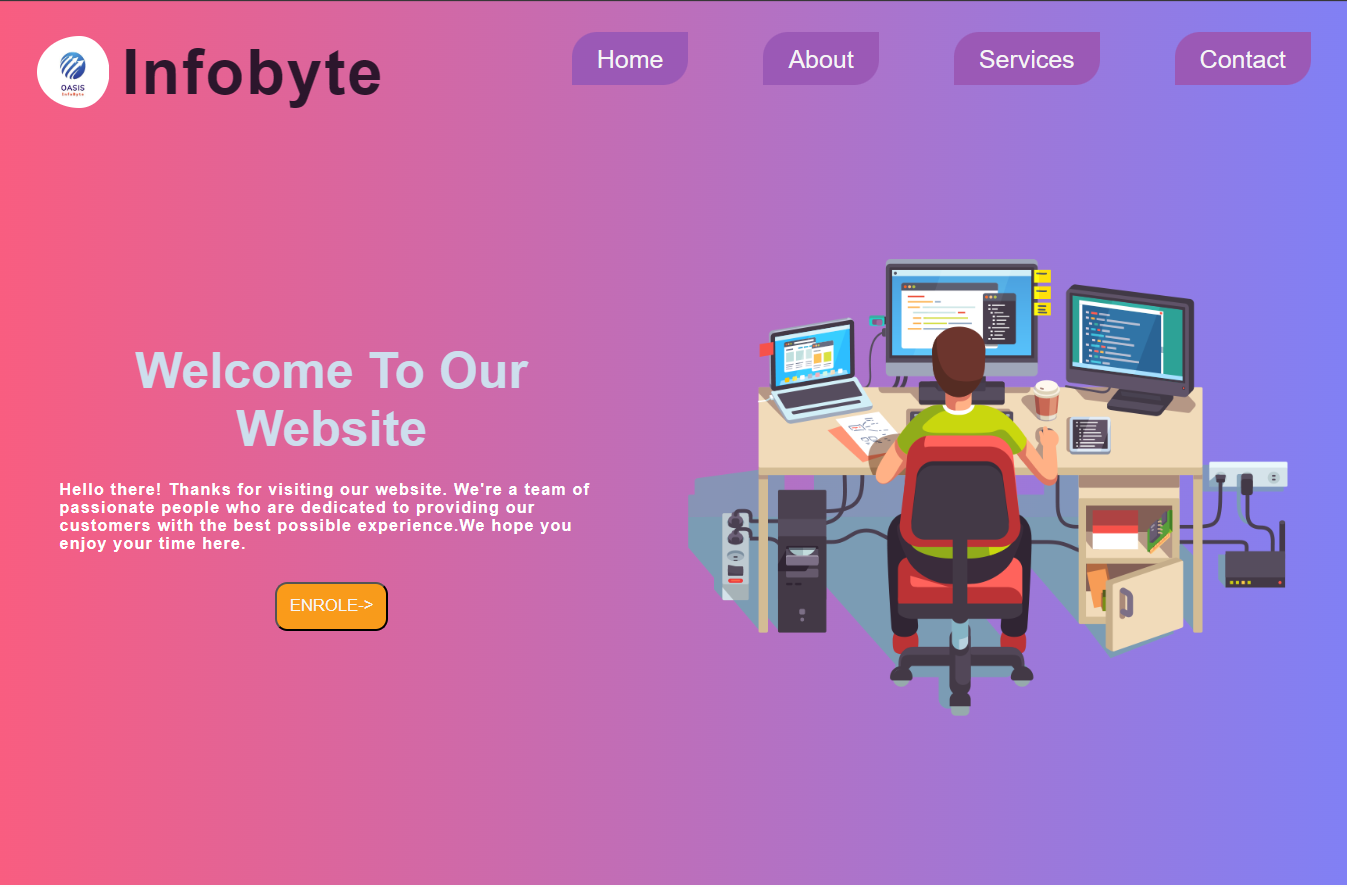 OASIS
InfoByte
Infobyte
Home
About
Services
Contact
Welcome To Our
Website
Hello there! Thanks for visiting our website. We're a team of
passionate people who are dedicated to providing our
customers with the best possible experience.We hope you
enjoy your time here.
ENROLE->